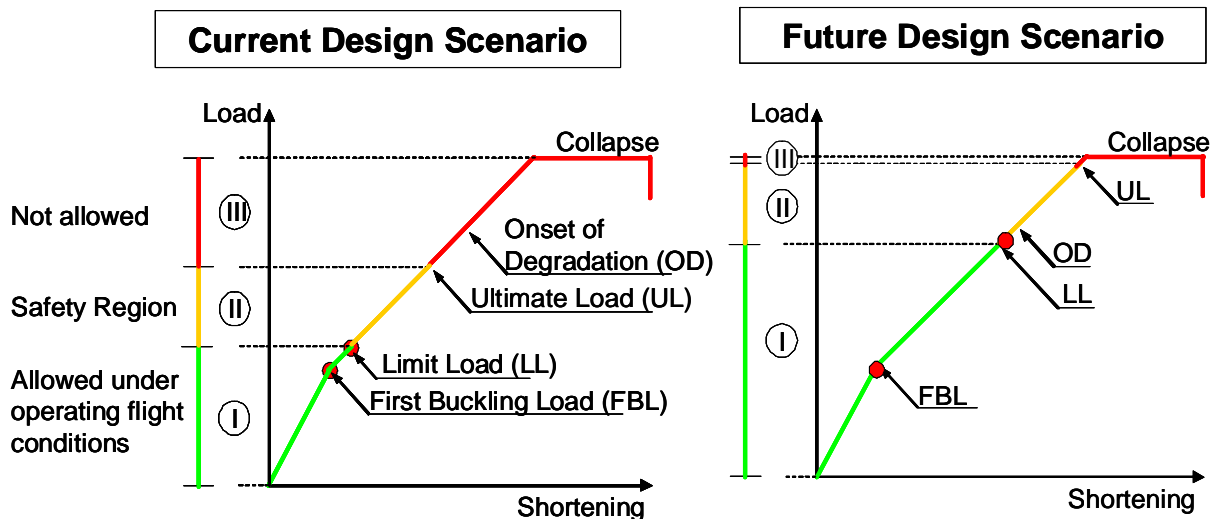 Current Design Scenario
Load
Collapse
Not allowed
III
Onset of
Degradation (OD)
Safety Region
II
Ultimate Load (UL)
Limit Load (LL)
Allowed under
operating flight
conditions
I
First Buckling Load (FBL)
Shortening
Future Design Scenario
Load
Collapse
III
UL
II
OD
LL
I
FBL
Shortening